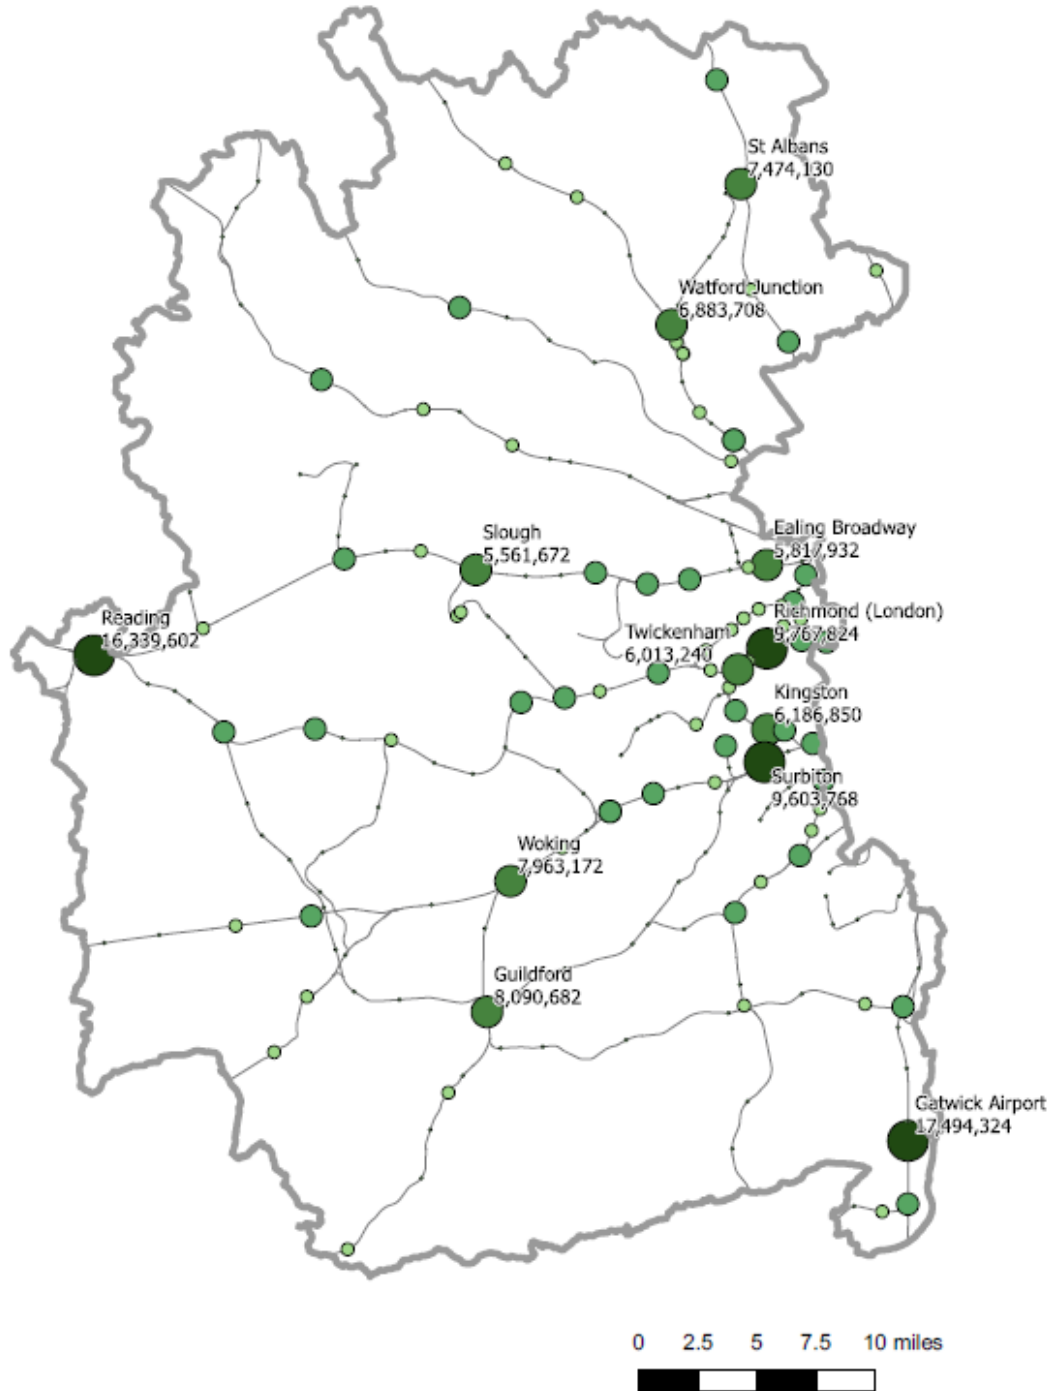 St Albans
7,474,130
Watford Junction
6,883,708
Ealing Broadway
5,817,932
Slough
5,561,672
Reading
16,339,602
Richmond (London)
9,767,824
Twickenham
6,013,240
Kingston
6,186,850
Surbiton
9,603,768
Woking
7,963,172
Guildford
8,090,682
Gatwick Airport
17,494,324
0 2.5 5 7.5 10 miles